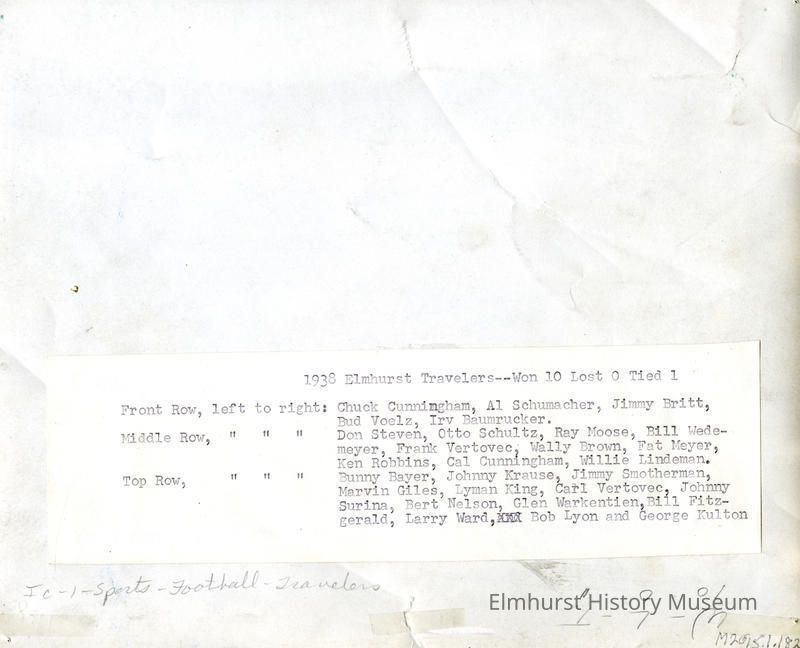 1938 Elmhurst Travelers--Won 10 Lost 0 Tied 1
Front Row, left to right: Chuck Cunningham, Al Schumacher, Jimmy Britt,
Bud Voelz, Irv Baumrucker.
Middle Row, " " " Don Steven, Otto Schultz, Ray Moose, Bill Wede-
meyer, Frank Vertovec, Wally Brown, Fat Meyer,
Ken Robbins, Cal Cunningham, Willie Lindeman.
Top Row, " " " Bunny Bayer, Johnny Krause, Jimmy Smotherman,
Marvin Giles, Lyman King, Carl Vertovec, Johnny
Surina, Bert Nelson, Glen Warkentien,Bill Fitz-
gerald, Larry Ward, Bob Lyon and George Kulton
Ic-1-Sports-Football-Travelers
Elmhurst History Museum